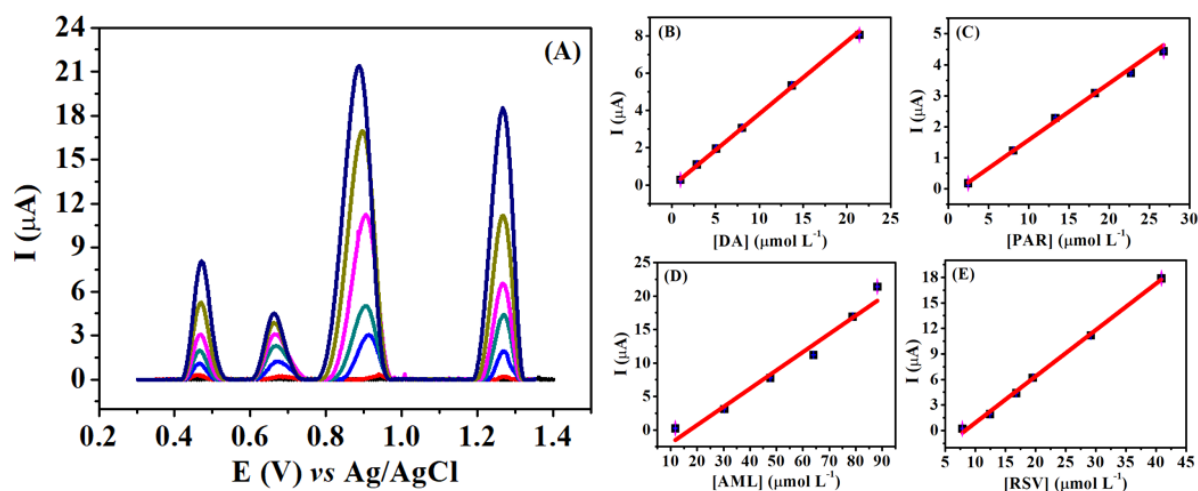 (A)
I (μA)
24
21
18
15
12
9
6
3
0
0.2 0.4 0.6 0.8 1.0 1.2 1.4
E (V) vs Ag/AgCl
(B)
I (μA)
8
6
4
2
0
0 5 10 15 20 25
[DA] (μmol L⁻¹)
(C)
I (μA)
5
4
3
2
1
0
0 5 10 15 20 25 30
[PAR] (μmol L⁻¹)
(D)
I (μA)
25
20
15
10
5
0
10 20 30 40 50 60 70 80 90
[AML] (μmol L⁻¹)
(E)
I (μA)
18
15
12
9
6
3
0
5 10 15 20 25 30 35 40 45
[RSV] (μmol L⁻¹)